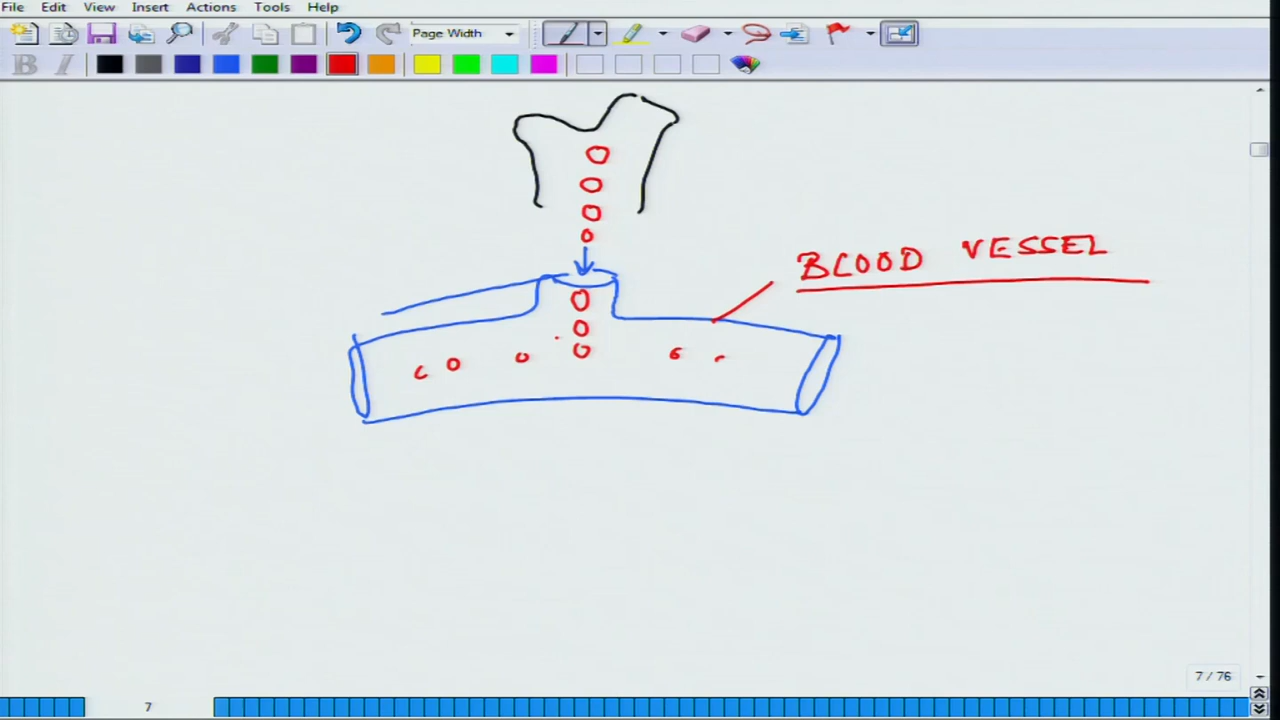 File Edit View Insert Actions Tools Help
Page Width
B I
BLOOD VESSEL
7 / 76
7